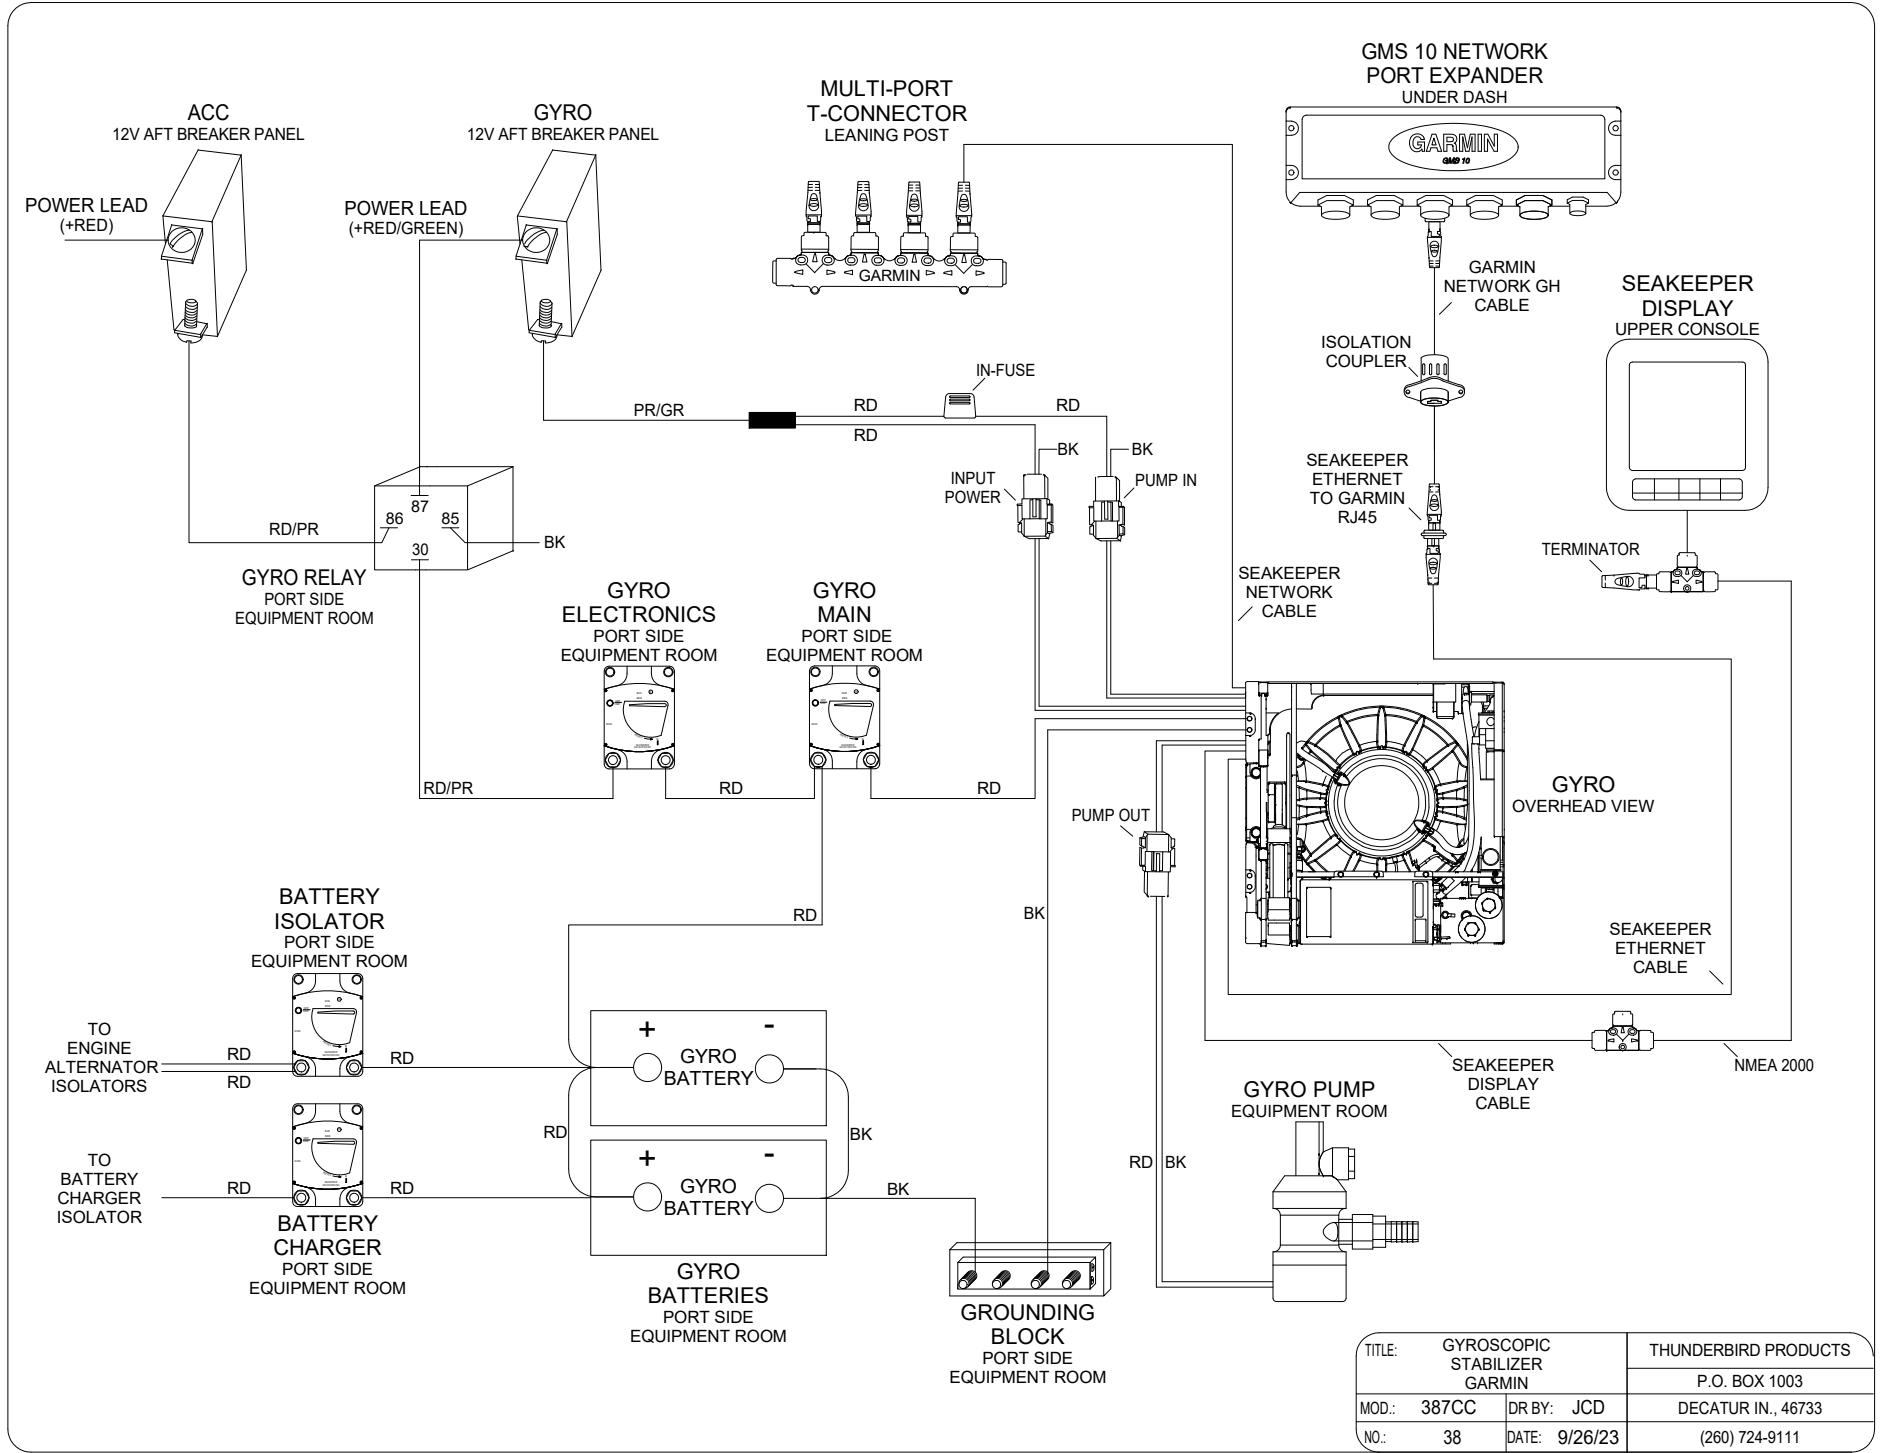 ACC
12V AFT BREAKER PANEL
POWER LEAD
(+RED)
GYRO
12V AFT BREAKER PANEL
POWER LEAD
(+RED/GREEN)
MULTI-PORT
T-CONNECTOR
LEANING POST
GARMIN
GMS 10 NETWORK
PORT EXPANDER
UNDER DASH
GARMIN
GMS 10
GARMIN
NETWORK GH
CABLE
ISOLATION
COUPLER
SEAKEEPER
DISPLAY
UPPER CONSOLE
IN-FUSE
PR/GR
RD
RD
RD
BK
BK
INPUT
POWER
PUMP IN
SEAKEEPER
ETHERNET
TO GARMIN
RJ45
TERMINATOR
87
86
85
30
RD/PR
BK
GYRO RELAY
PORT SIDE
EQUIPMENT ROOM
SEAKEEPER
NETWORK
CABLE
GYRO
ELECTRONICS
PORT SIDE
EQUIPMENT ROOM
GYRO
MAIN
PORT SIDE
EQUIPMENT ROOM
RD/PR
RD
RD
GYRO
OVERHEAD VIEW
PUMP OUT
RD
BK
BATTERY
ISOLATOR
PORT SIDE
EQUIPMENT ROOM
TO
ENGINE
ALTERNATOR
ISOLATORS
RD
RD
RD
+
-
GYRO
BATTERY
SEAKEEPER
ETHERNET
CABLE
SEAKEEPER
DISPLAY
CABLE
NMEA 2000
RD
BK
GYRO PUMP
EQUIPMENT ROOM
RD
BK
TO
BATTERY
CHARGER
ISOLATOR
RD
RD
+
-
GYRO
BATTERY
BK
BATTERY
CHARGER
PORT SIDE
EQUIPMENT ROOM
GYRO
BATTERIES
PORT SIDE
EQUIPMENT ROOM
GROUNDING
BLOCK
PORT SIDE
EQUIPMENT ROOM
TITLE: GYROSCOPIC
STABILIZER
GARMIN
THUNDERBIRD PRODUCTS
P.O. BOX 1003
MOD.: 387CC DR BY: JCD DECATUR IN., 46733
NO.: 38 DATE: 9/26/23 (260) 724-9111